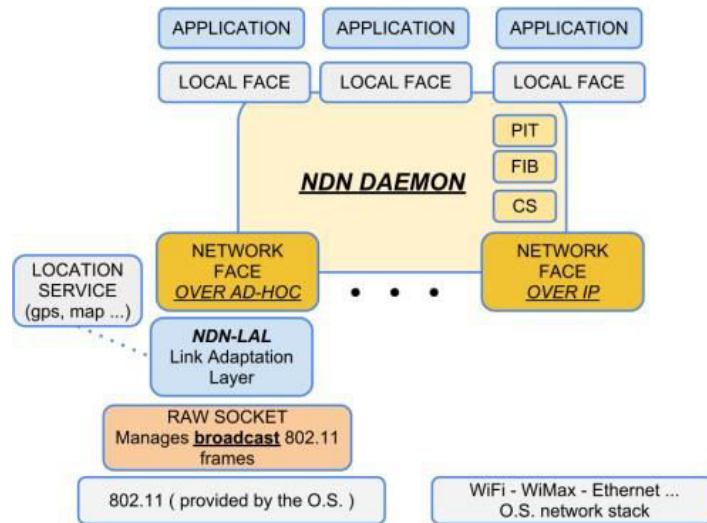 APPLICATION
APPLICATION
APPLICATION
LOCAL FACE
LOCAL FACE
LOCAL FACE
PIT
FIB
CS
NDN DAEMON
NETWORK
FACE
OVER AD-HOC
NETWORK
FACE
OVER IP
LOCATION
SERVICE
(gps, map ...)
• • •
NDN-LAL
Link Adaptation
Layer
RAW SOCKET
Manages broadcast 802.11
frames
802.11 ( provided by the O.S. )
WiFi - WiMax - Ethernet ...
O.S. network stack